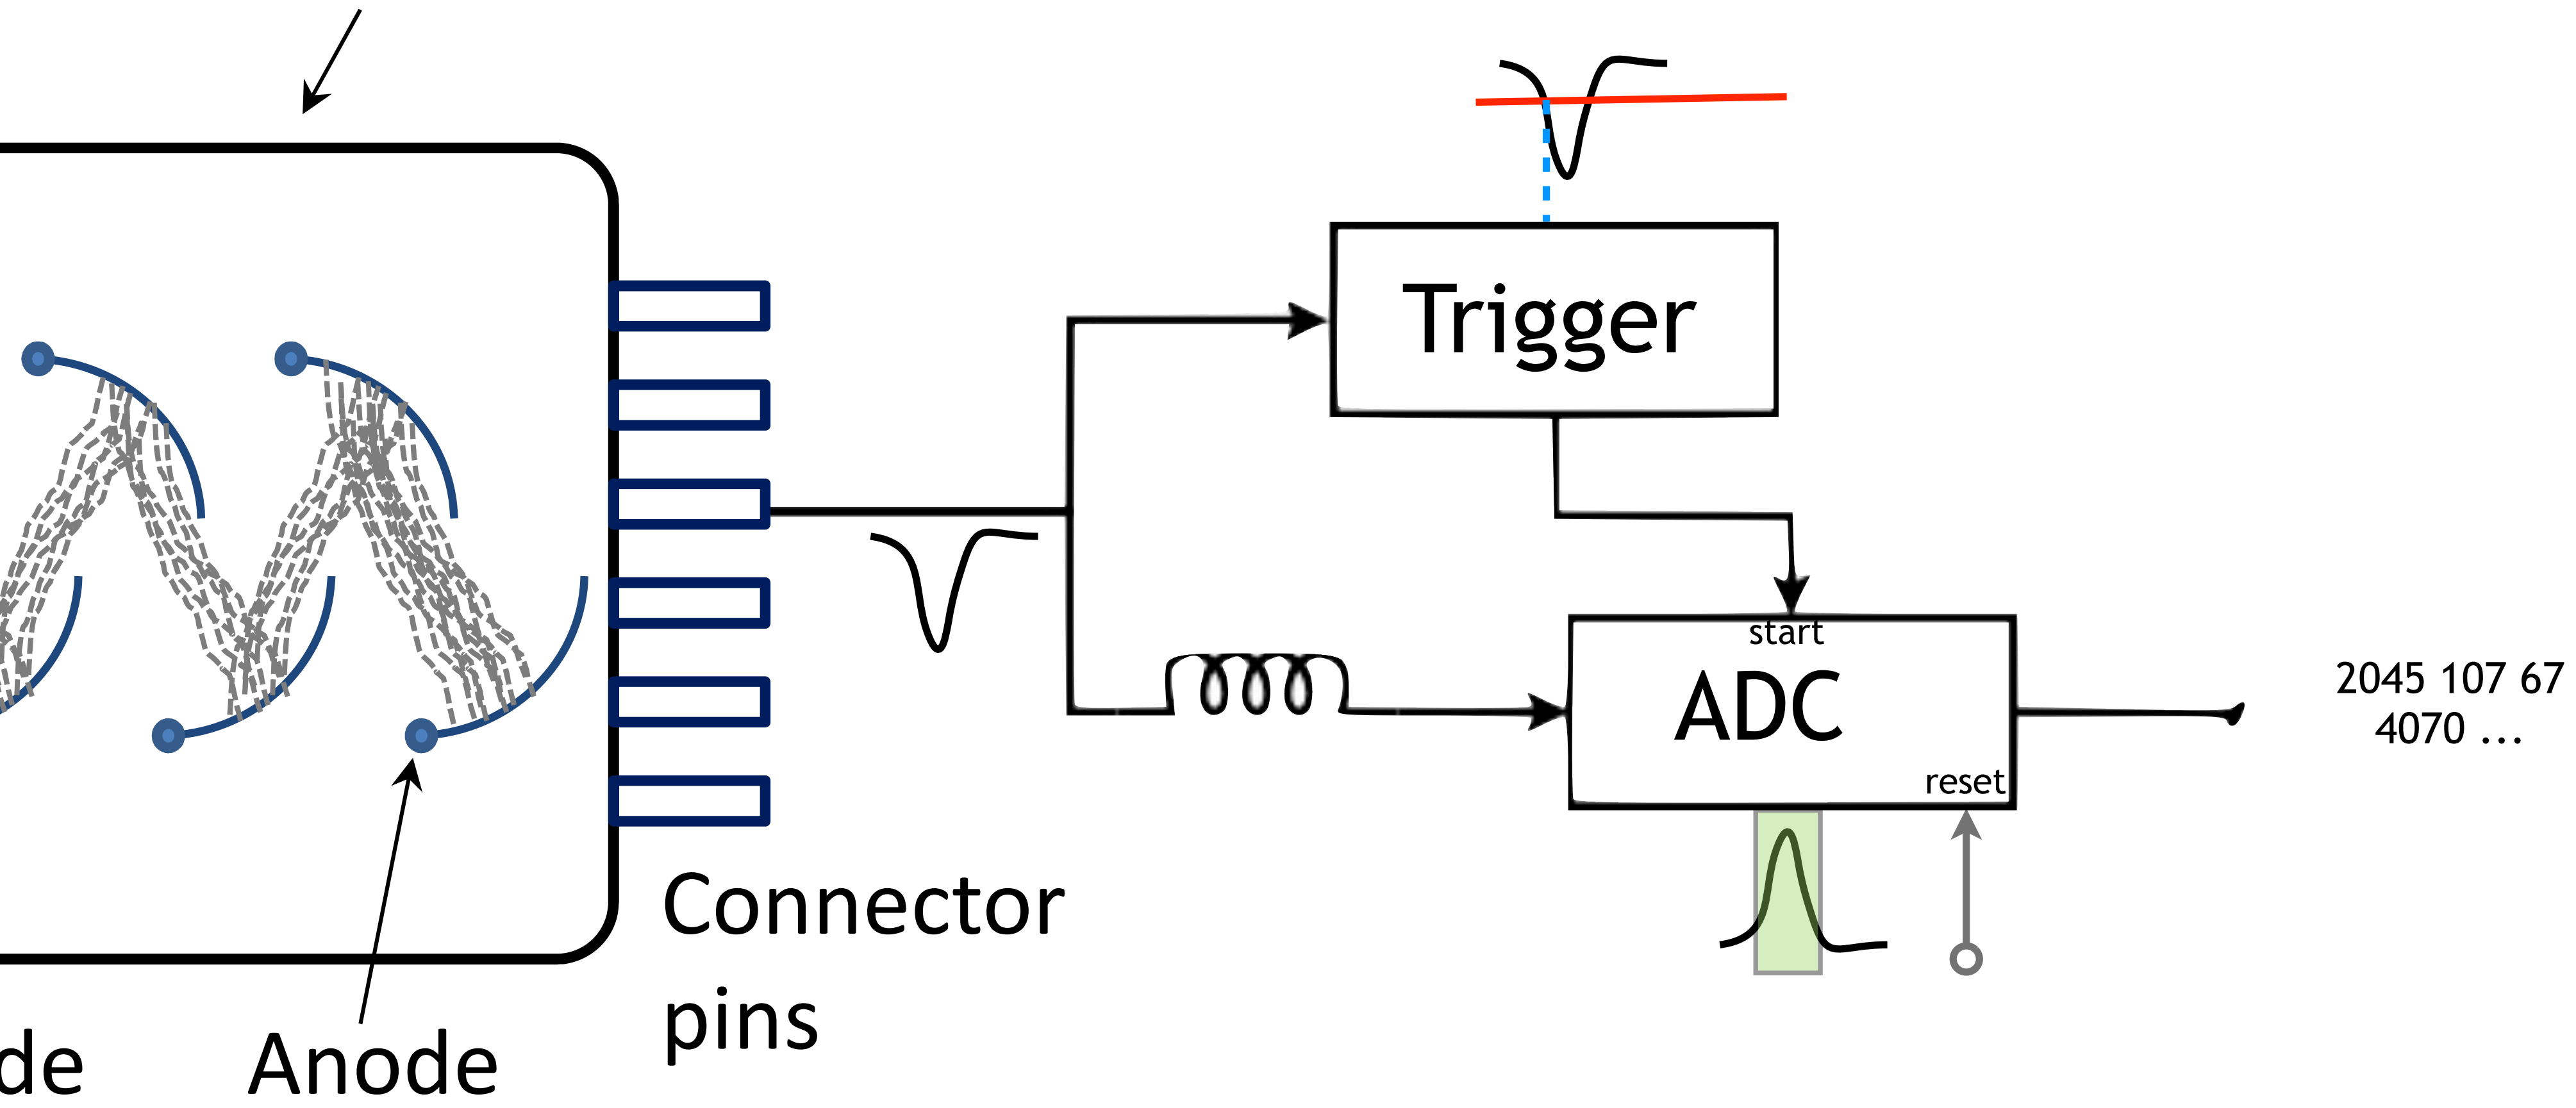 Trigger
start
ADC
reset
2045 107 67
4070 …
Connector
pins
de
Anode